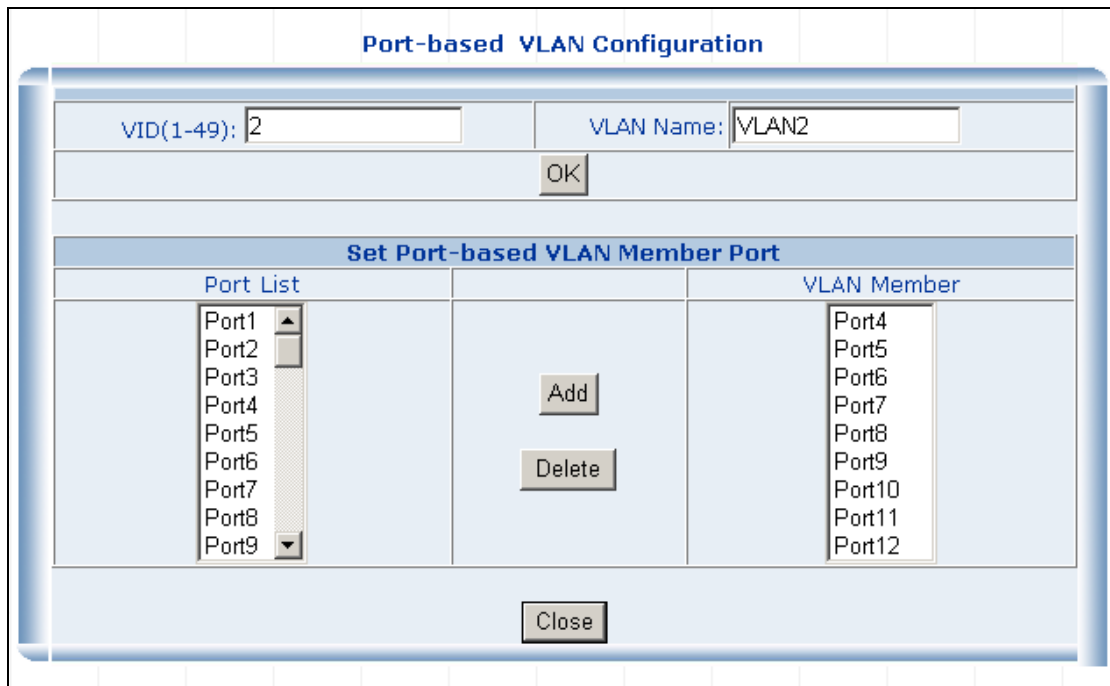 Port-based VLAN Configuration
VID(1-49): 2 VLAN Name: VLAN2
OK
Set Port-based VLAN Member Port
Port List VLAN Member
Port1 Port4
Port2 Port5
Port3 Port6
Port4 Port7
Port5 Port8
Port6 Port9
Port7 Port10
Port8 Port11
Port9 Port12
Add
Delete
Close